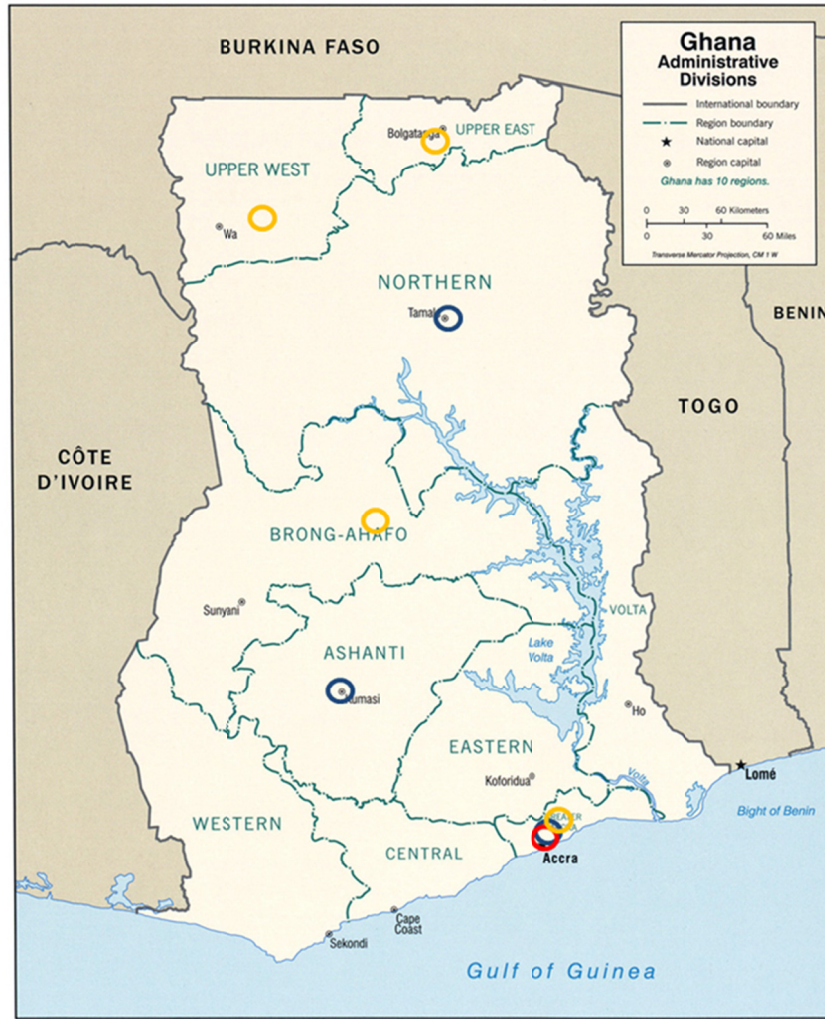 BURKINA FASO
Ghana
Administrative
Divisions
International boundary
Region boundary
National capital
Region capital
Ghana has 10 regions.
0 30 60 Kilometers
0 30 60 Miles
Transverse Mercator Projection, CM 1 W
Bolgatanga
UPPER EAST
UPPER WEST
Wa
NORTHERN
Tamale
BENIN
TOGO
CÔTE
D'IVOIRE
BRONG-AHAFO
Sunyani
VOLTA
ASHANTI
Lake
Volta
Kumasi
Ho
EASTERN
Koforidua
Lomé
Volta
Bight of Benin
WESTERN
GREATER
ACCRA
CENTRAL
Accra
Cape
Coast
Sekondi
Gulf of Guinea